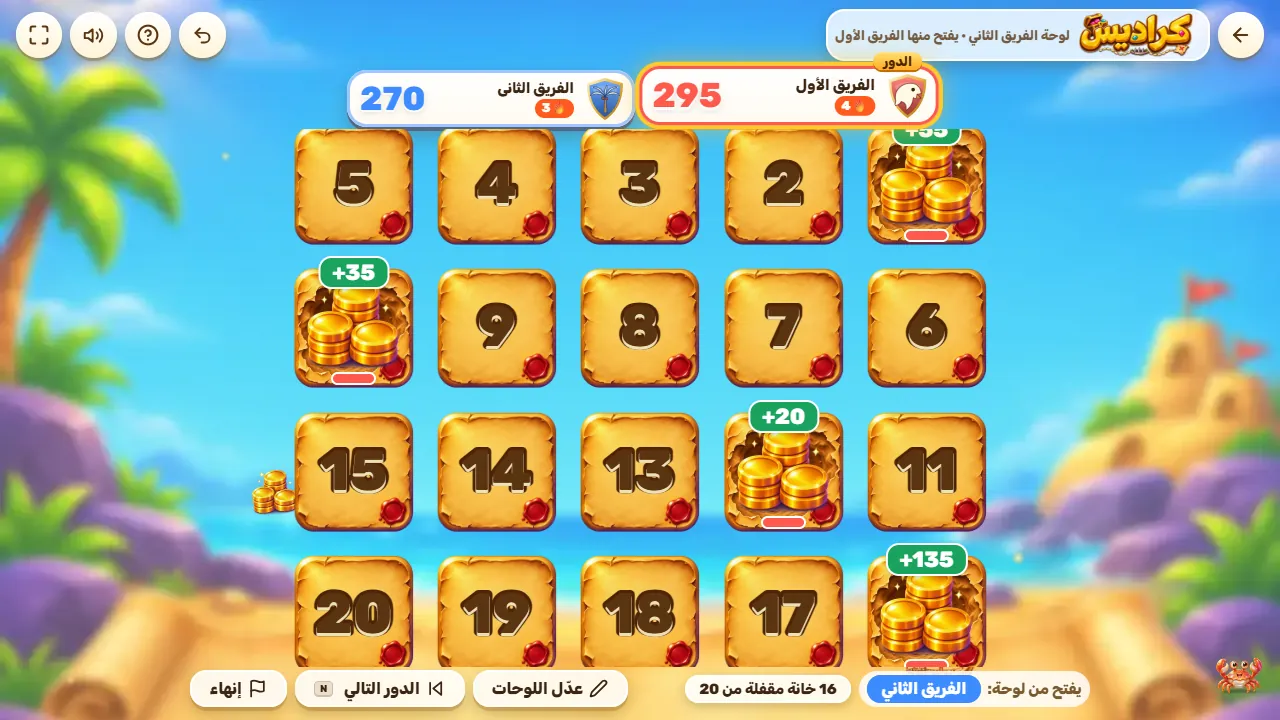 كراديس
لوحة الفريق الثاني • يفتح منها الفريق الأول
الدور
الفريق الأول
4
295
الفريق الثاني
3
270
+55
2
3
4
5
6
7
8
9
+35
11
+20
13
14
15
+135
17
18
19
20
يفتح من لوحة:
الفريق الثاني
16 خانة مقفلة من 20
عدّل اللوحات
الدور التالي
N
إنهاء